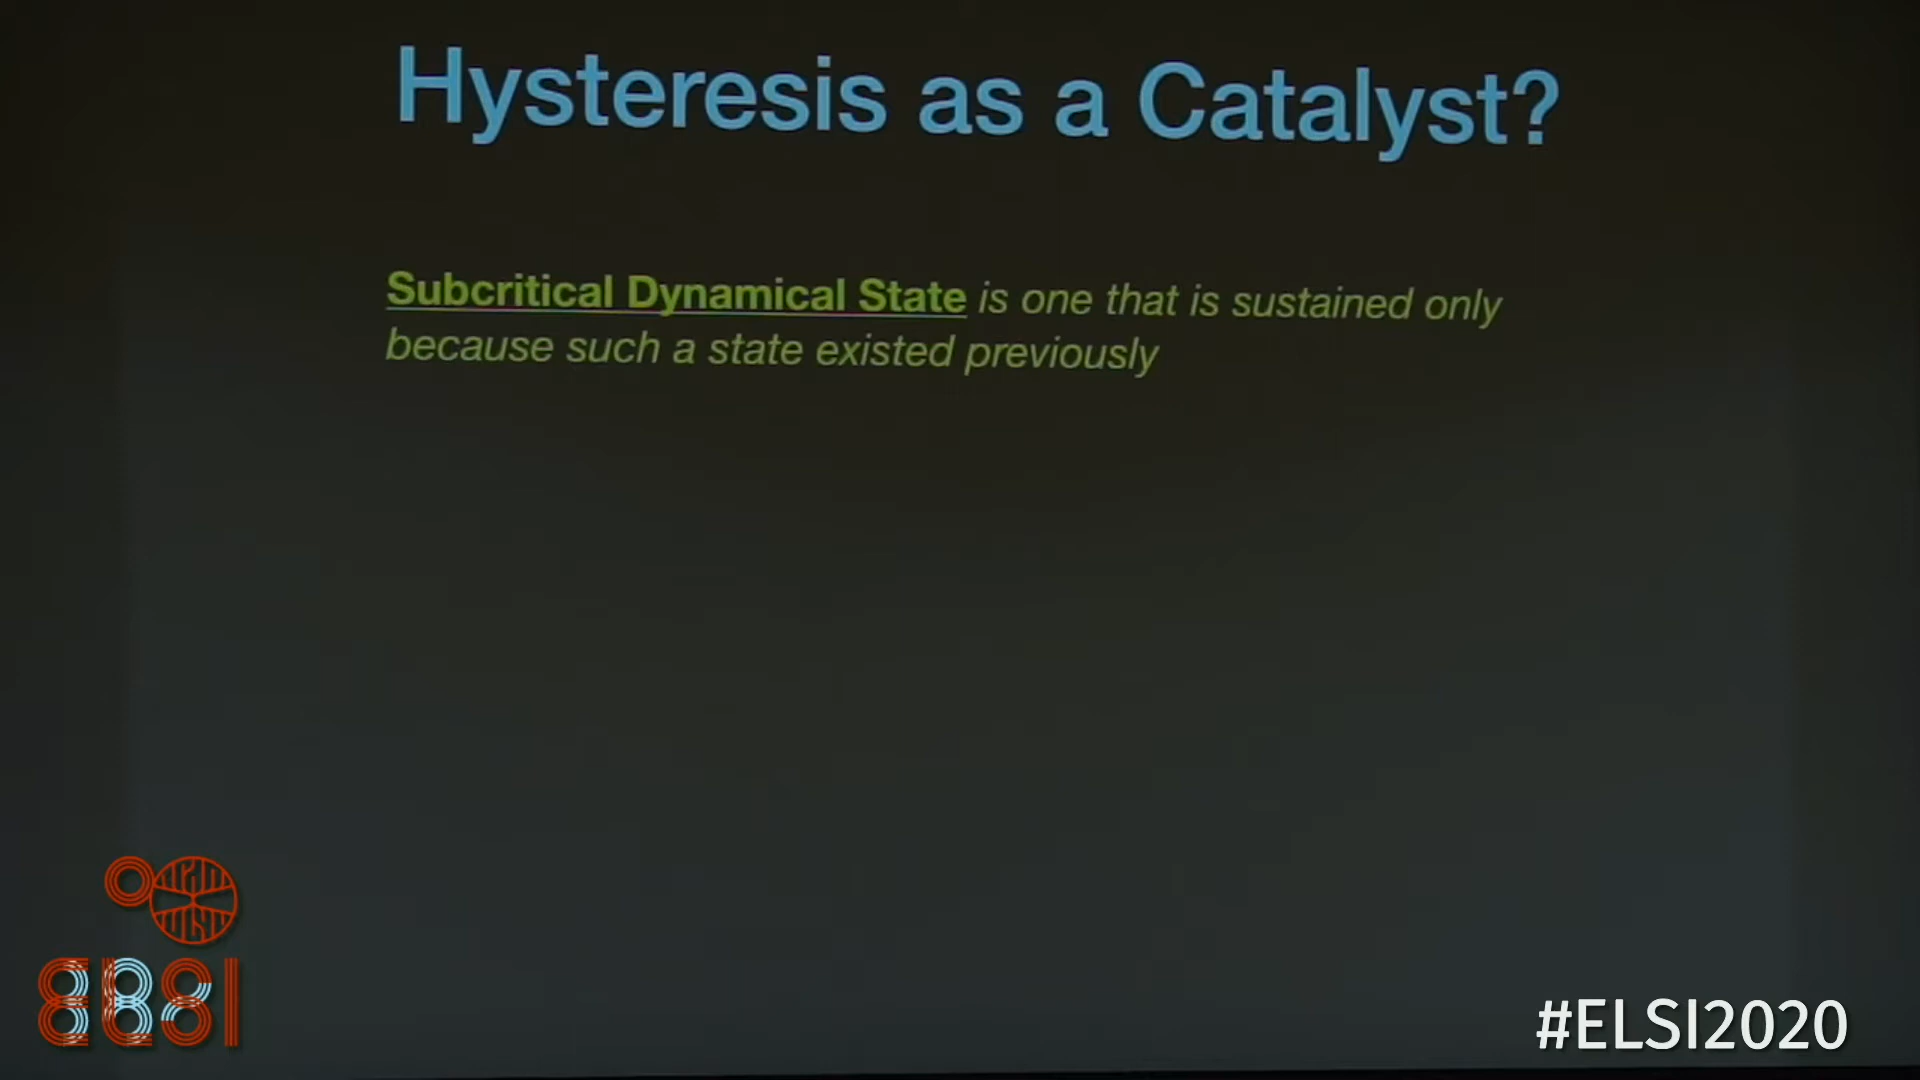 Hysteresis as a Catalyst?
Subcritical Dynamical State is one that is sustained only
because such a state existed previously
ELSI
#ELSI2020